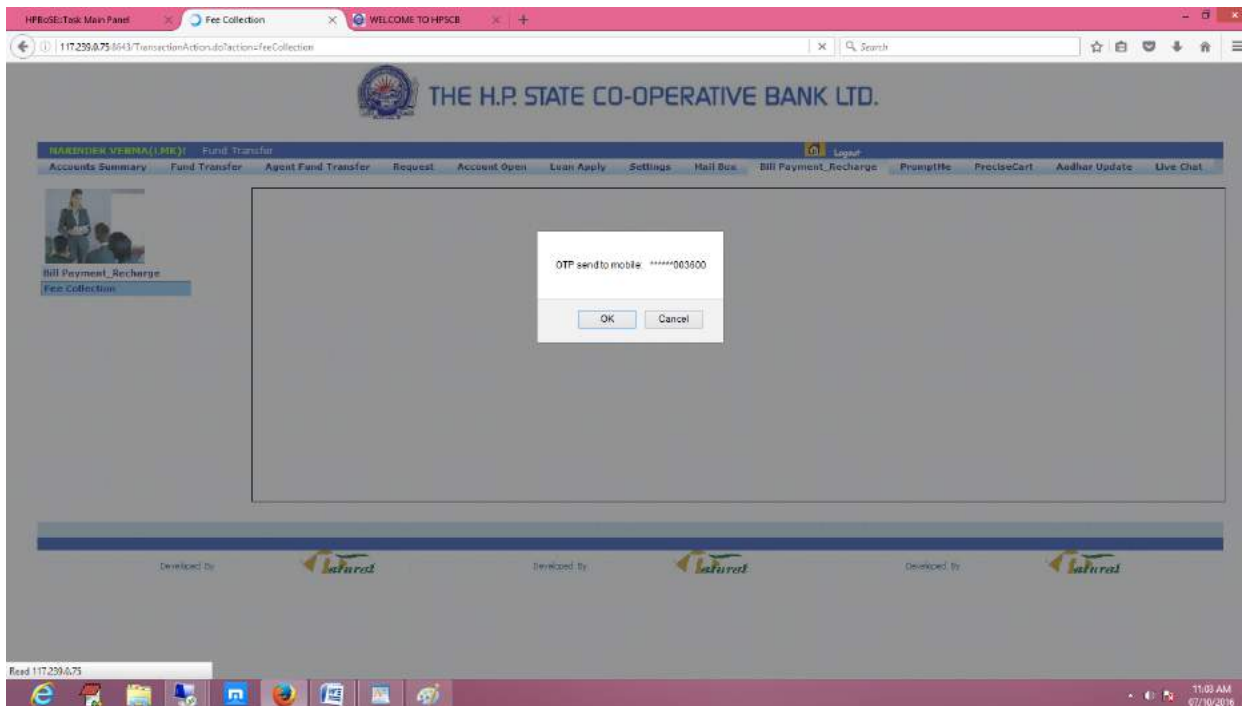 HPBoSE::Task Main Panel
Fee Collection
WELCOME TO HPSCB
117.239.0.75:8643/TransactionAction.do?action=feeCollection
Search
THE H.P. STATE CO-OPERATIVE BANK LTD.
NARINDER VERMA(LMK)! Fund Transfer
Logout
Accounts Summary Fund Transfer Agent Fund Transfer Request Account Open Loan Apply Settings Mail Box Bill Payment_Recharge PromptMe PreciseCart Aadhar Update Live Chat
OTP send to mobile: ******003600
OK Cancel
Bill Payment_Recharge
Fee Collection
Developed By Developed By Developed By
Read 117.239.0.75
11:03 AM
07/10/2016